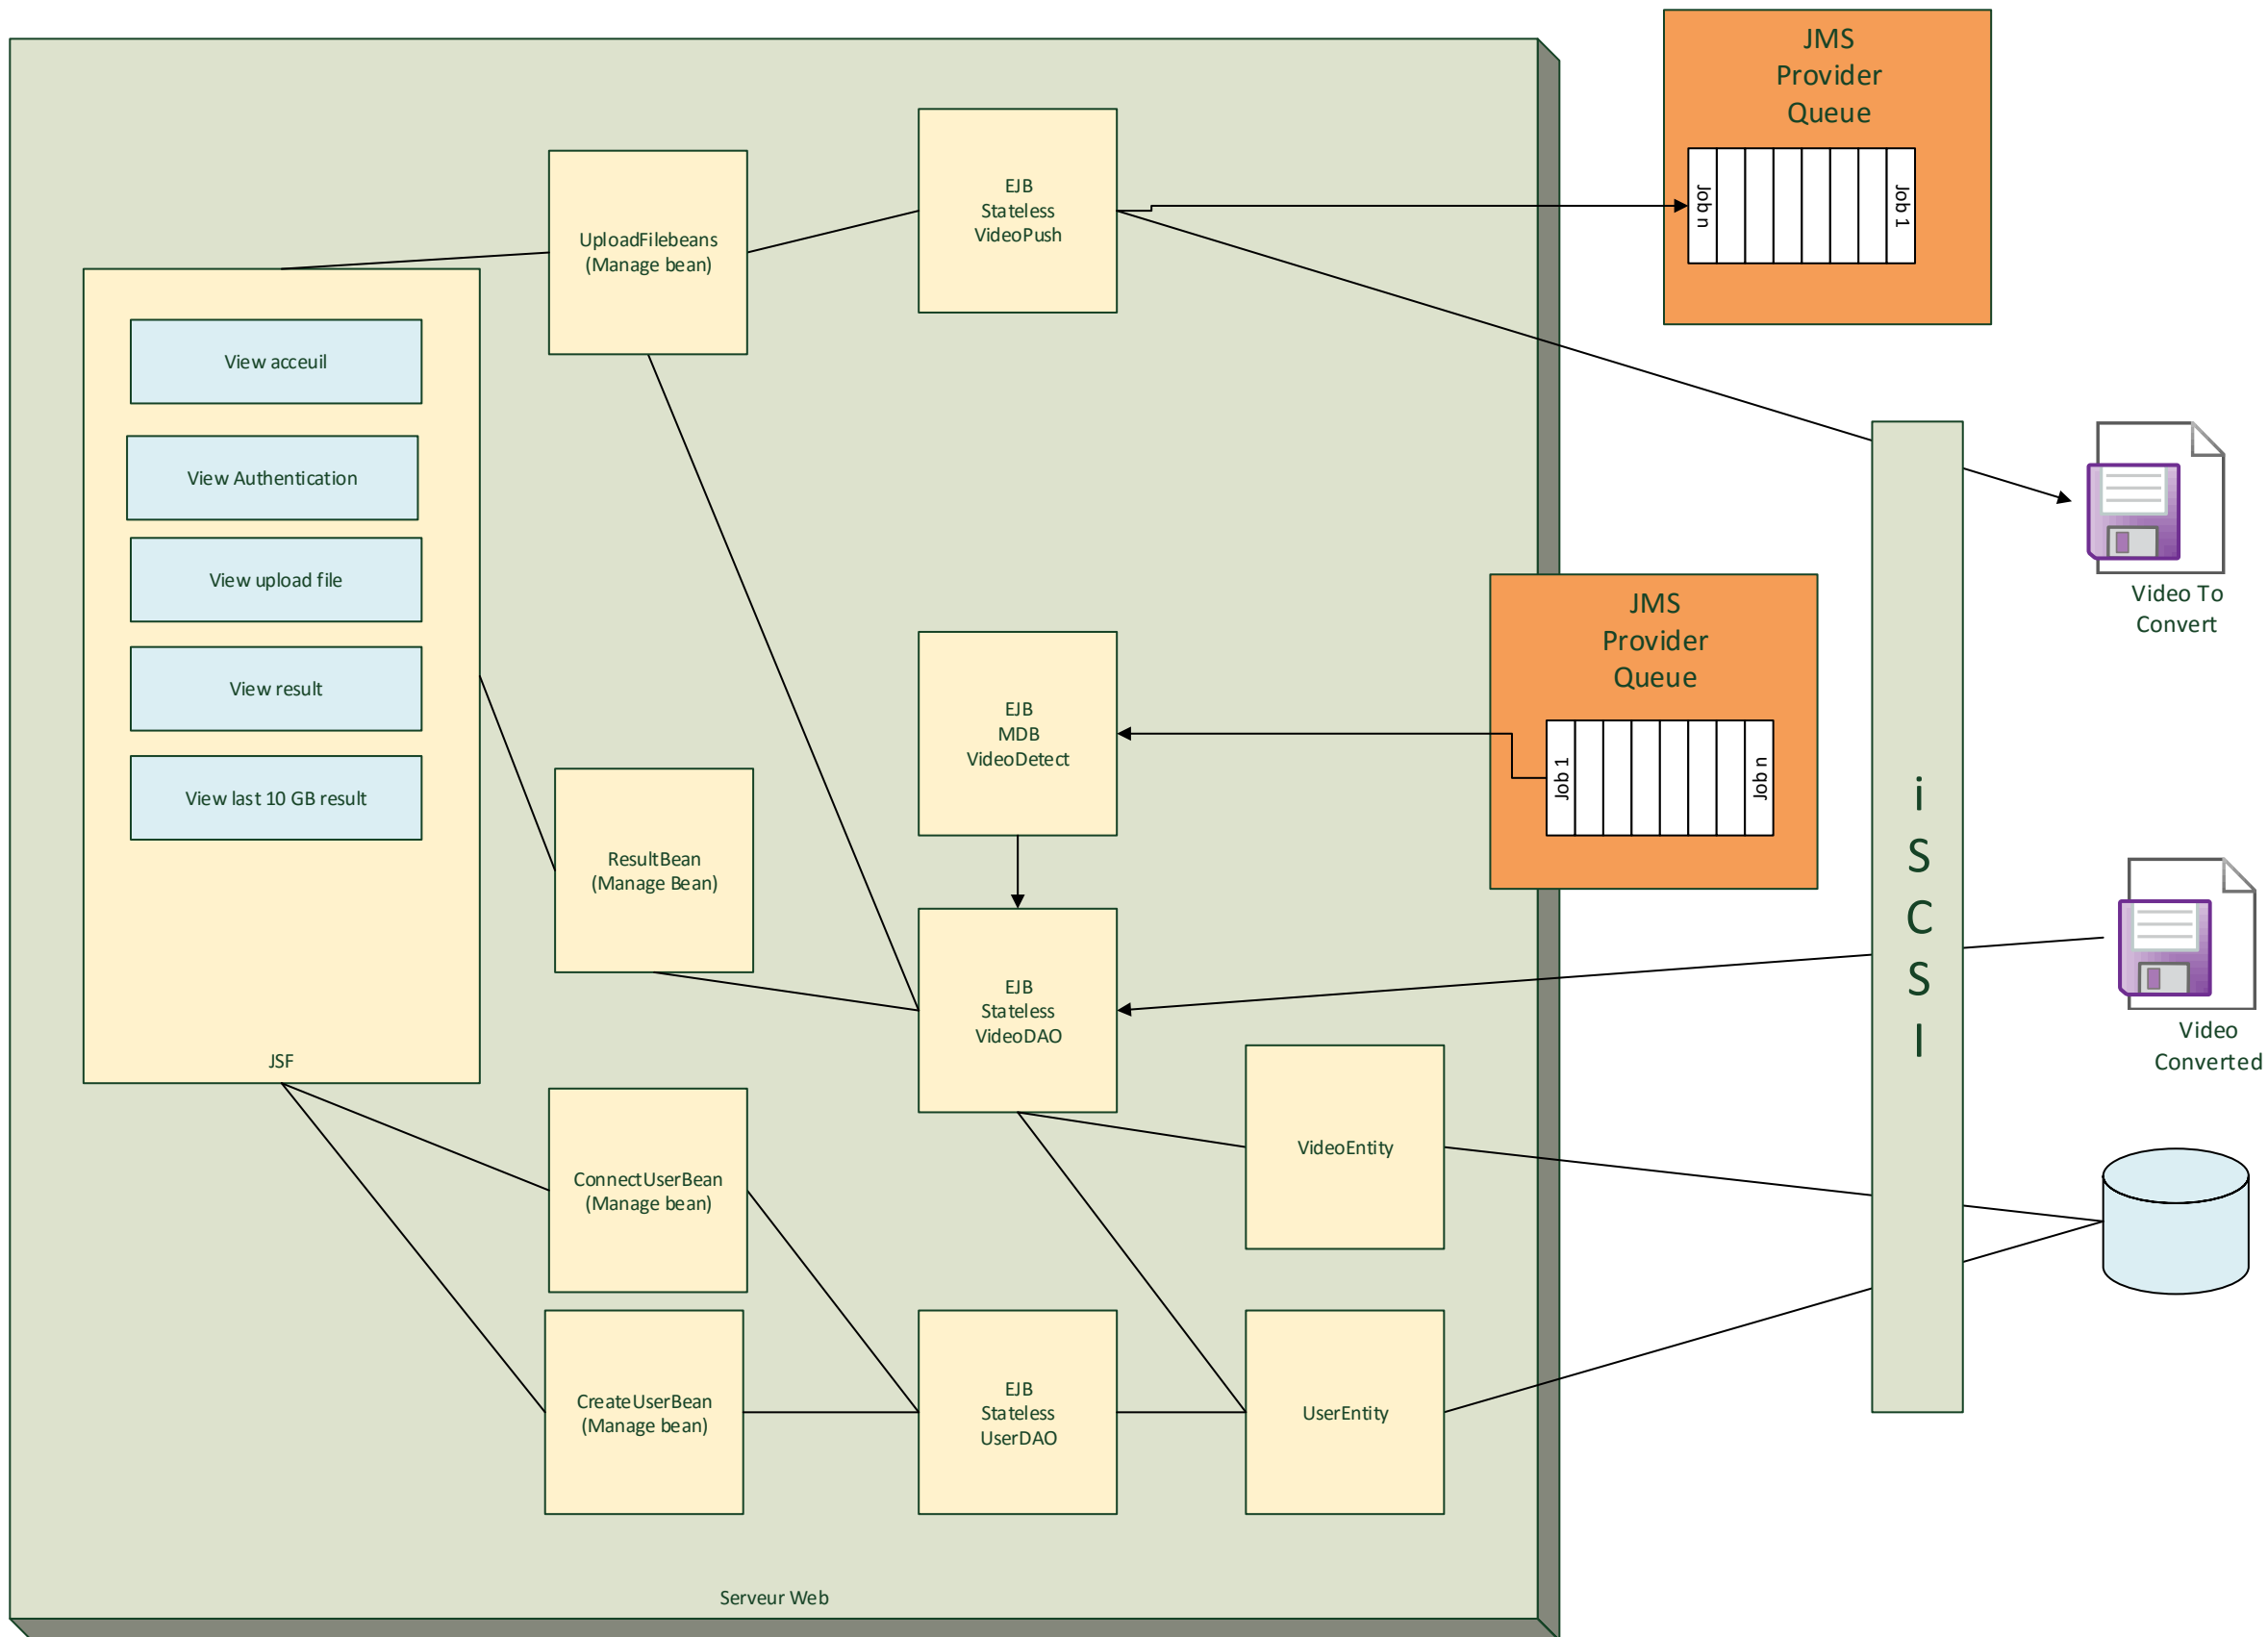 JMS
Provider
Queue
Job n
Job 1
EJB
Stateless
VideoPush
UploadFilebeans
(Manage bean)
View acceuil
View Authentication
View upload file
View result
View last 10 GB result
JSF
Video To
Convert
JMS
Provider
Queue
Job 1
Job n
EJB
MDB
VideoDetect
ResultBean
(Manage Bean)
EJB
Stateless
VideoDAO
i
S
C
S
I
Video
Converted
VideoEntity
ConnectUserBean
(Manage bean)
CreateUserBean
(Manage bean)
EJB
Stateless
UserDAO
UserEntity
Serveur Web